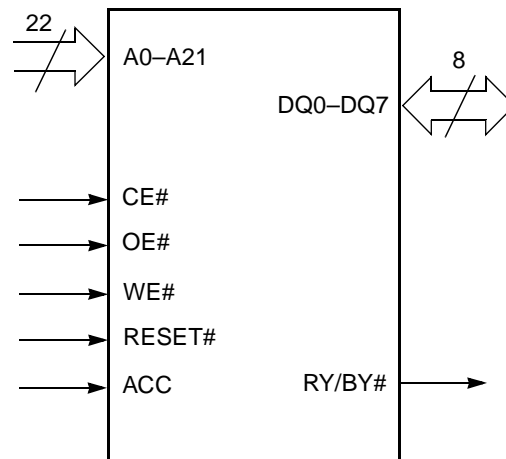 22
A0–A21
8
DQ0–DQ7
CE#
OE#
WE#
RESET#
ACC
RY/BY#